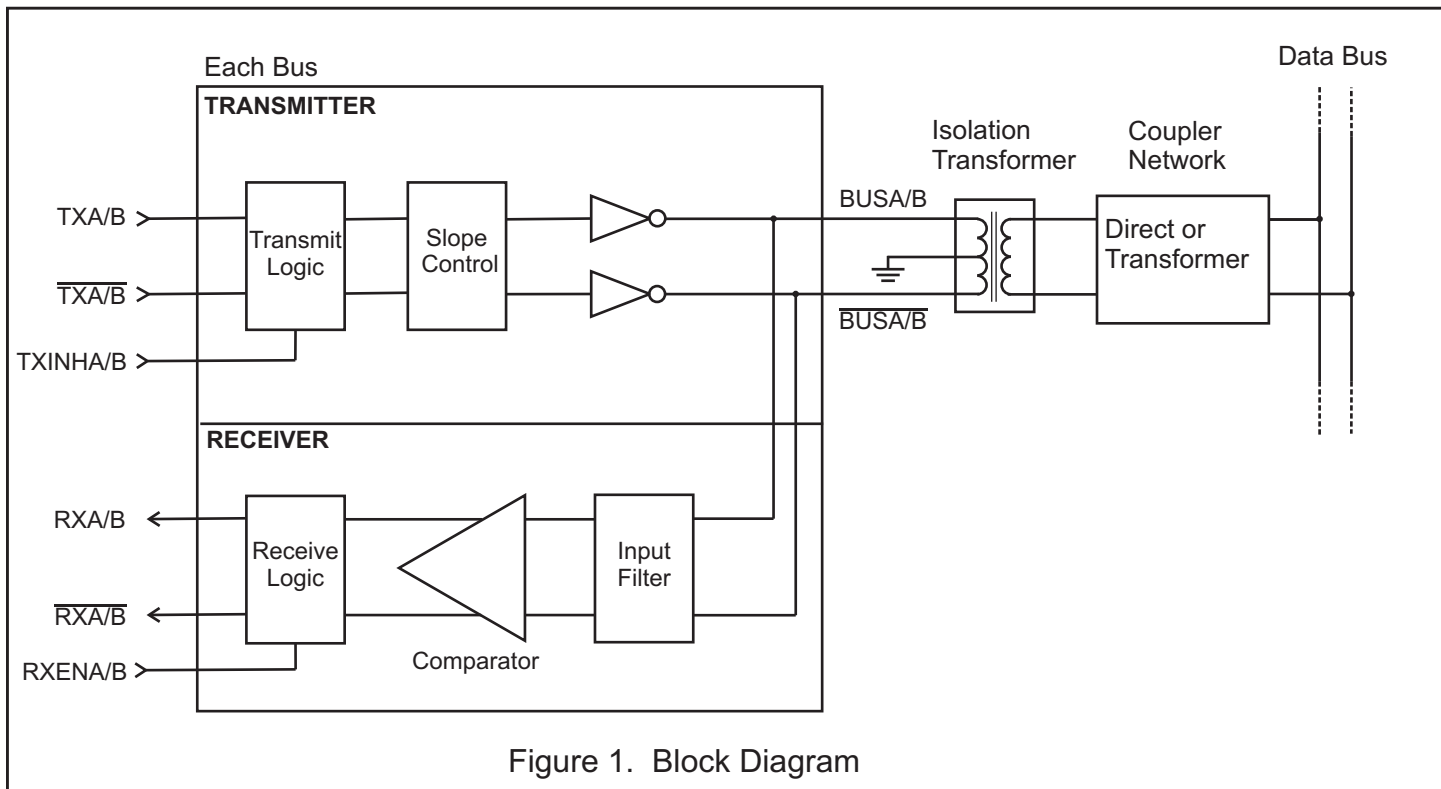 Each Bus
Data Bus
TRANSMITTER
Isolation
Transformer
Coupler
Network
TXA/B
Transmit
Logic
Slope
Control
BUSA/B
Direct or
Transformer
TXA/B
BUSA/B
TXINHA/B
RECEIVER
RXA/B
Receive
Logic
Input
Filter
RXA/B
Comparator
RXENA/B
Figure 1. Block Diagram